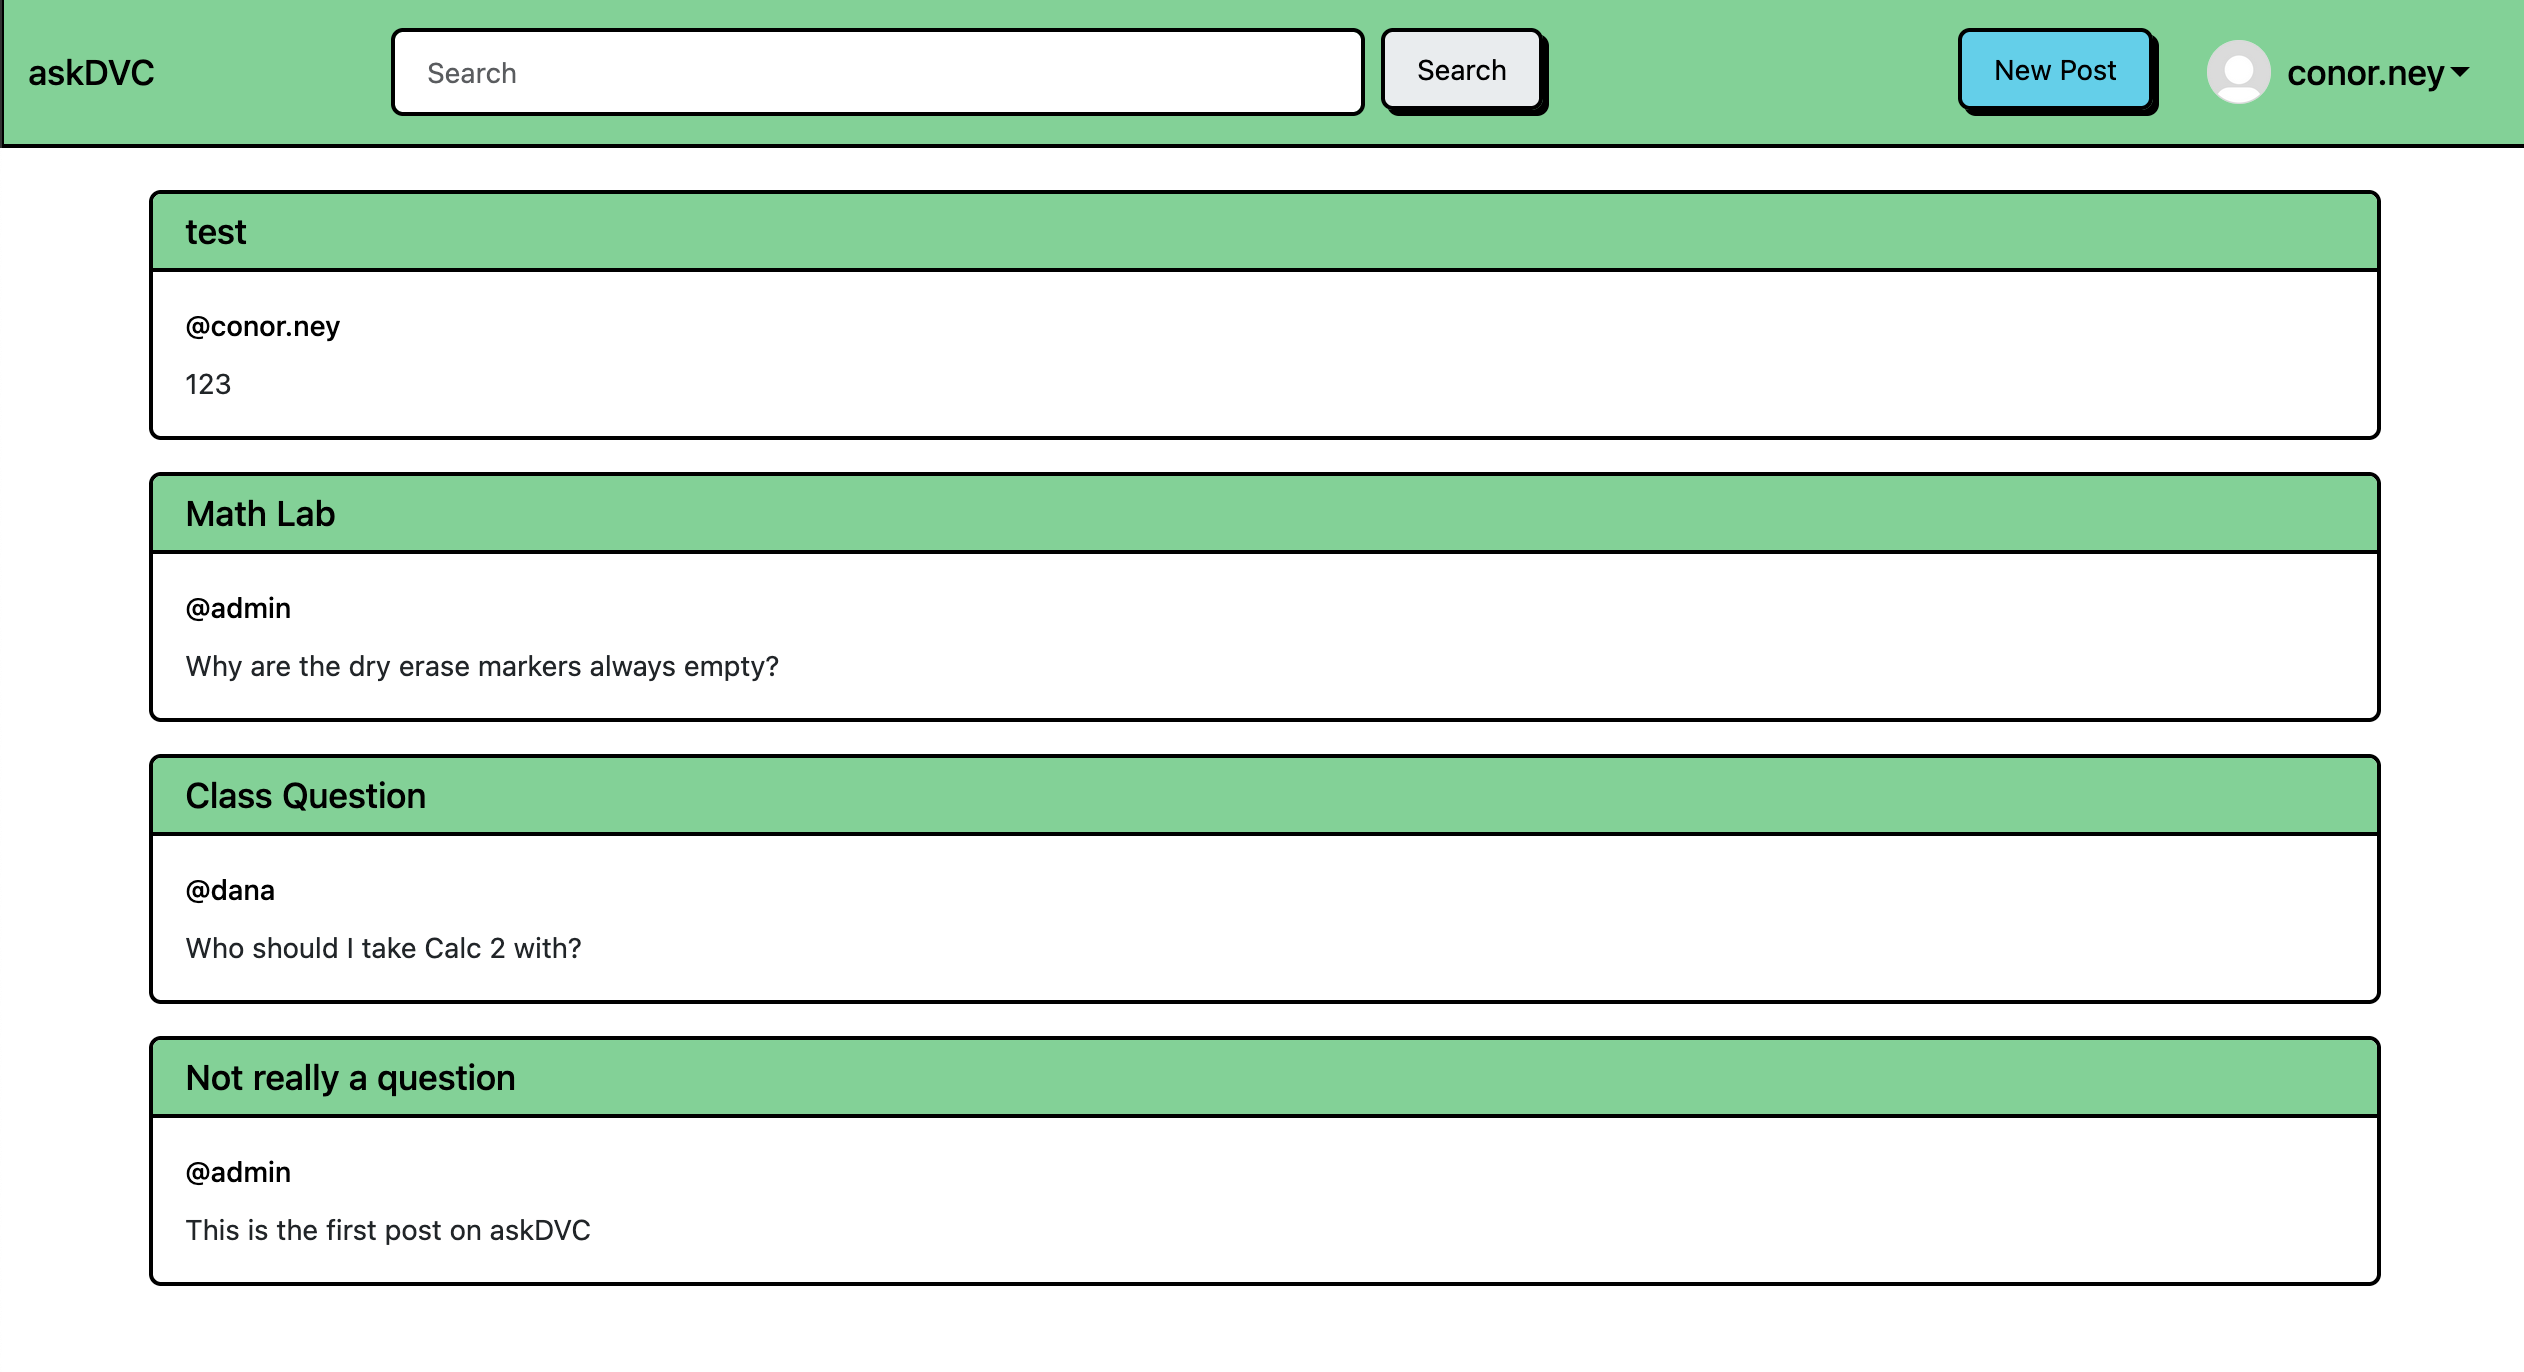 askDVC
Search
Search
New Post
conor.ney
test
@conor.ney
123
Math Lab
@admin
Why are the dry erase markers always empty?
Class Question
@dana
Who should I take Calc 2 with?
Not really a question
@admin
This is the first post on askDVC